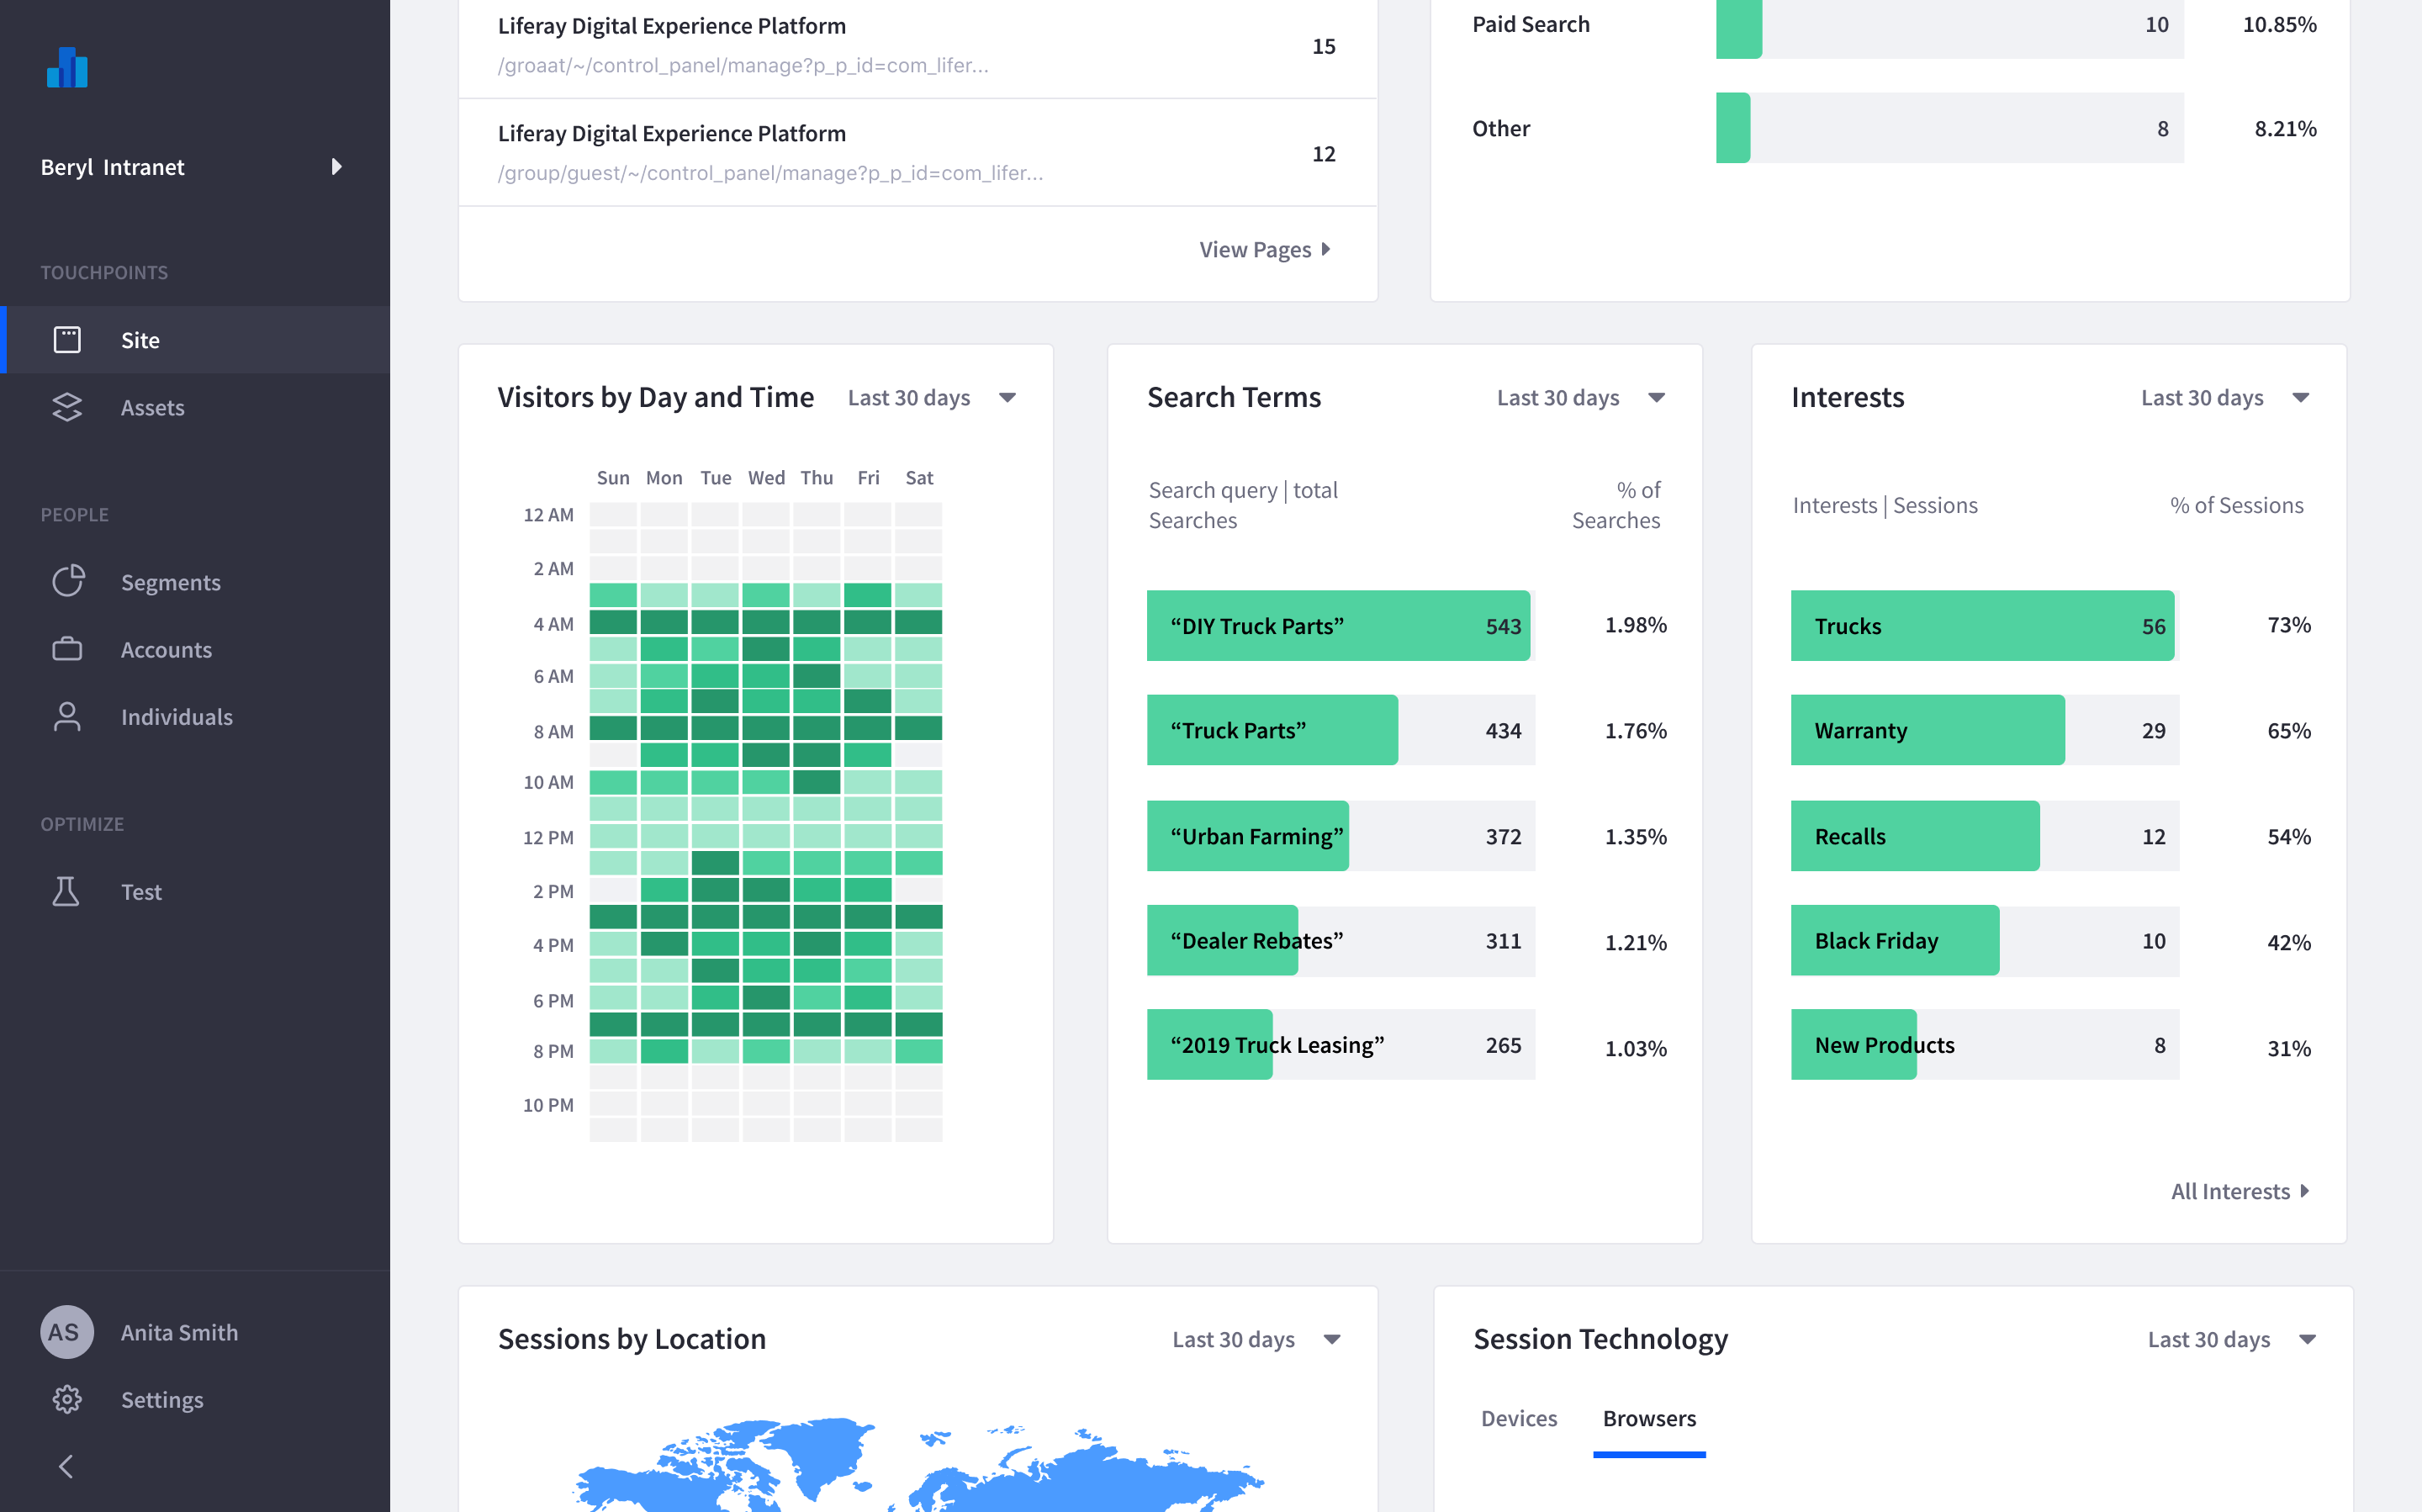 Beryl Intranet
TOUCHPOINTS
Site
Assets
PEOPLE
Segments
Accounts
Individuals
OPTIMIZE
Test
AS
Anita Smith
Settings
Liferay Digital Experience Platform
/groaat/~/control_panel/manage?p_p_id=com_lifer...
15
Liferay Digital Experience Platform
/group/guest/~/control_panel/manage?p_p_id=com_lifer...
12
View Pages
Paid Search 10 10.85%
Other 8 8.21%
Visitors by Day and Time Last 30 days
Sun Mon Tue Wed Thu Fri Sat
12 AM
2 AM
4 AM
6 AM
8 AM
10 AM
12 PM
2 PM
4 PM
6 PM
8 PM
10 PM
Search Terms Last 30 days
Search query | total
Searches
% of
Searches
“DIY Truck Parts” 543 1.98%
“Truck Parts” 434 1.76%
“Urban Farming” 372 1.35%
“Dealer Rebates” 311 1.21%
“2019 Truck Leasing” 265 1.03%
Interests Last 30 days
Interests | Sessions % of Sessions
Trucks 56 73%
Warranty 29 65%
Recalls 12 54%
Black Friday 10 42%
New Products 8 31%
All Interests
Sessions by Location Last 30 days
Session Technology Last 30 days
Devices Browsers